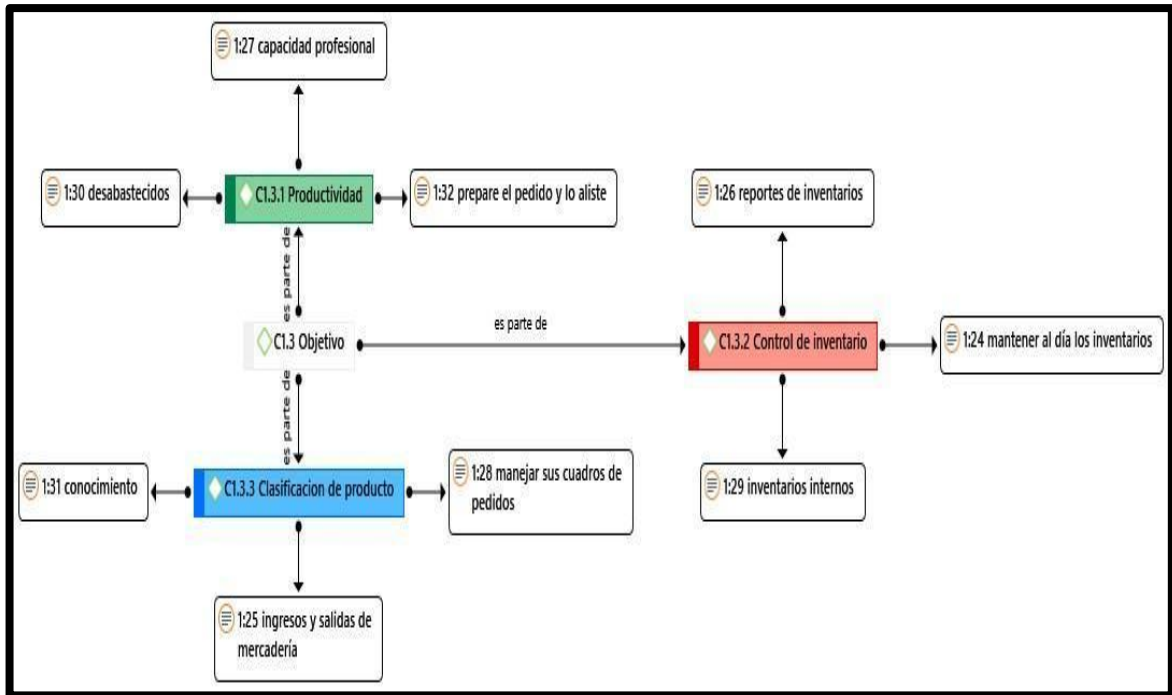 1:27 capacidad profesional
1:30 desabastecidos
C1.3.1 Productividad
1:32 prepare el pedido y lo aliste
1:26 reportes de inventarios
es parte de
C1.3 Objetivo
es parte de
C1.3.2 Control de inventario
1:24 mantener al día los inventarios
es parte de
1:31 conocimiento
C1.3.3 Clasificacion de producto
1:28 manejar sus cuadros de
pedidos
1:29 inventarios internos
1:25 ingresos y salidas de
mercadería